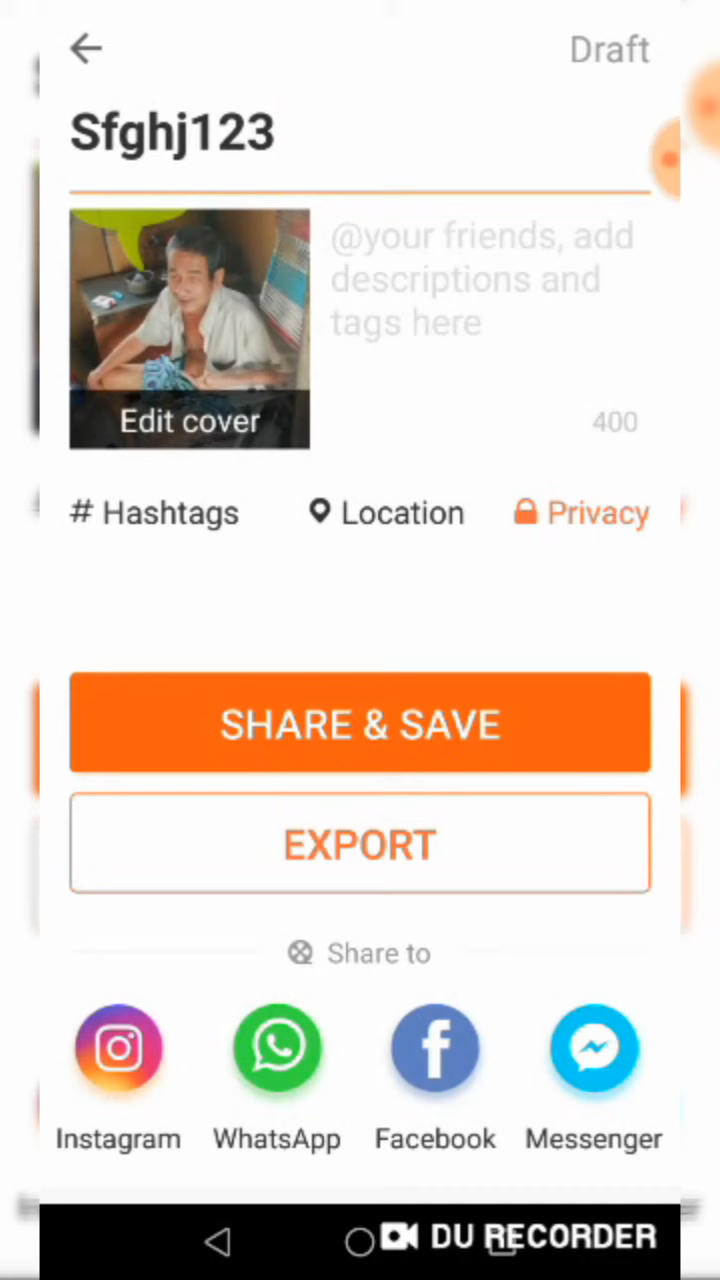 Draft
Sfghj123
@your friends, add
descriptions and
tags here
Edit cover
400
# Hashtags
Location
Privacy
SHARE & SAVE
EXPORT
Share to
Instagram
WhatsApp
Facebook
Messenger
DU RECORDER